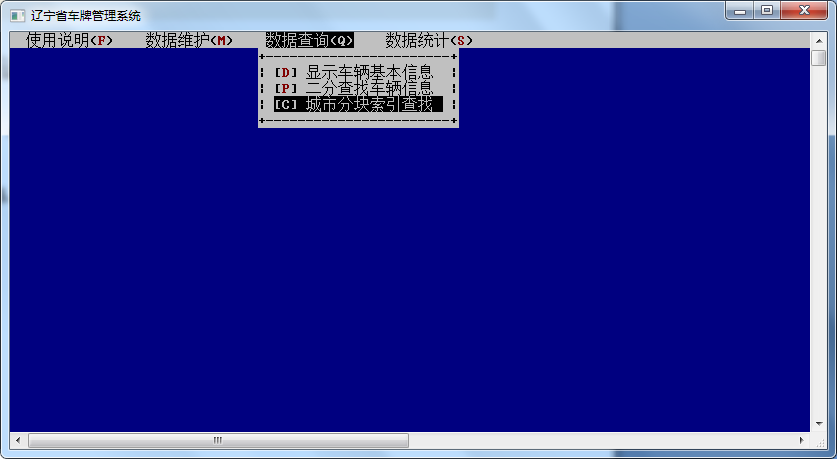 辽宁省车牌管理系统
使用说明(F) 数据维护(M) 数据查询(Q) 数据统计(S)
[D] 显示车辆基本信息
[P] 二分查找车辆信息
[C] 城市分块索引查找